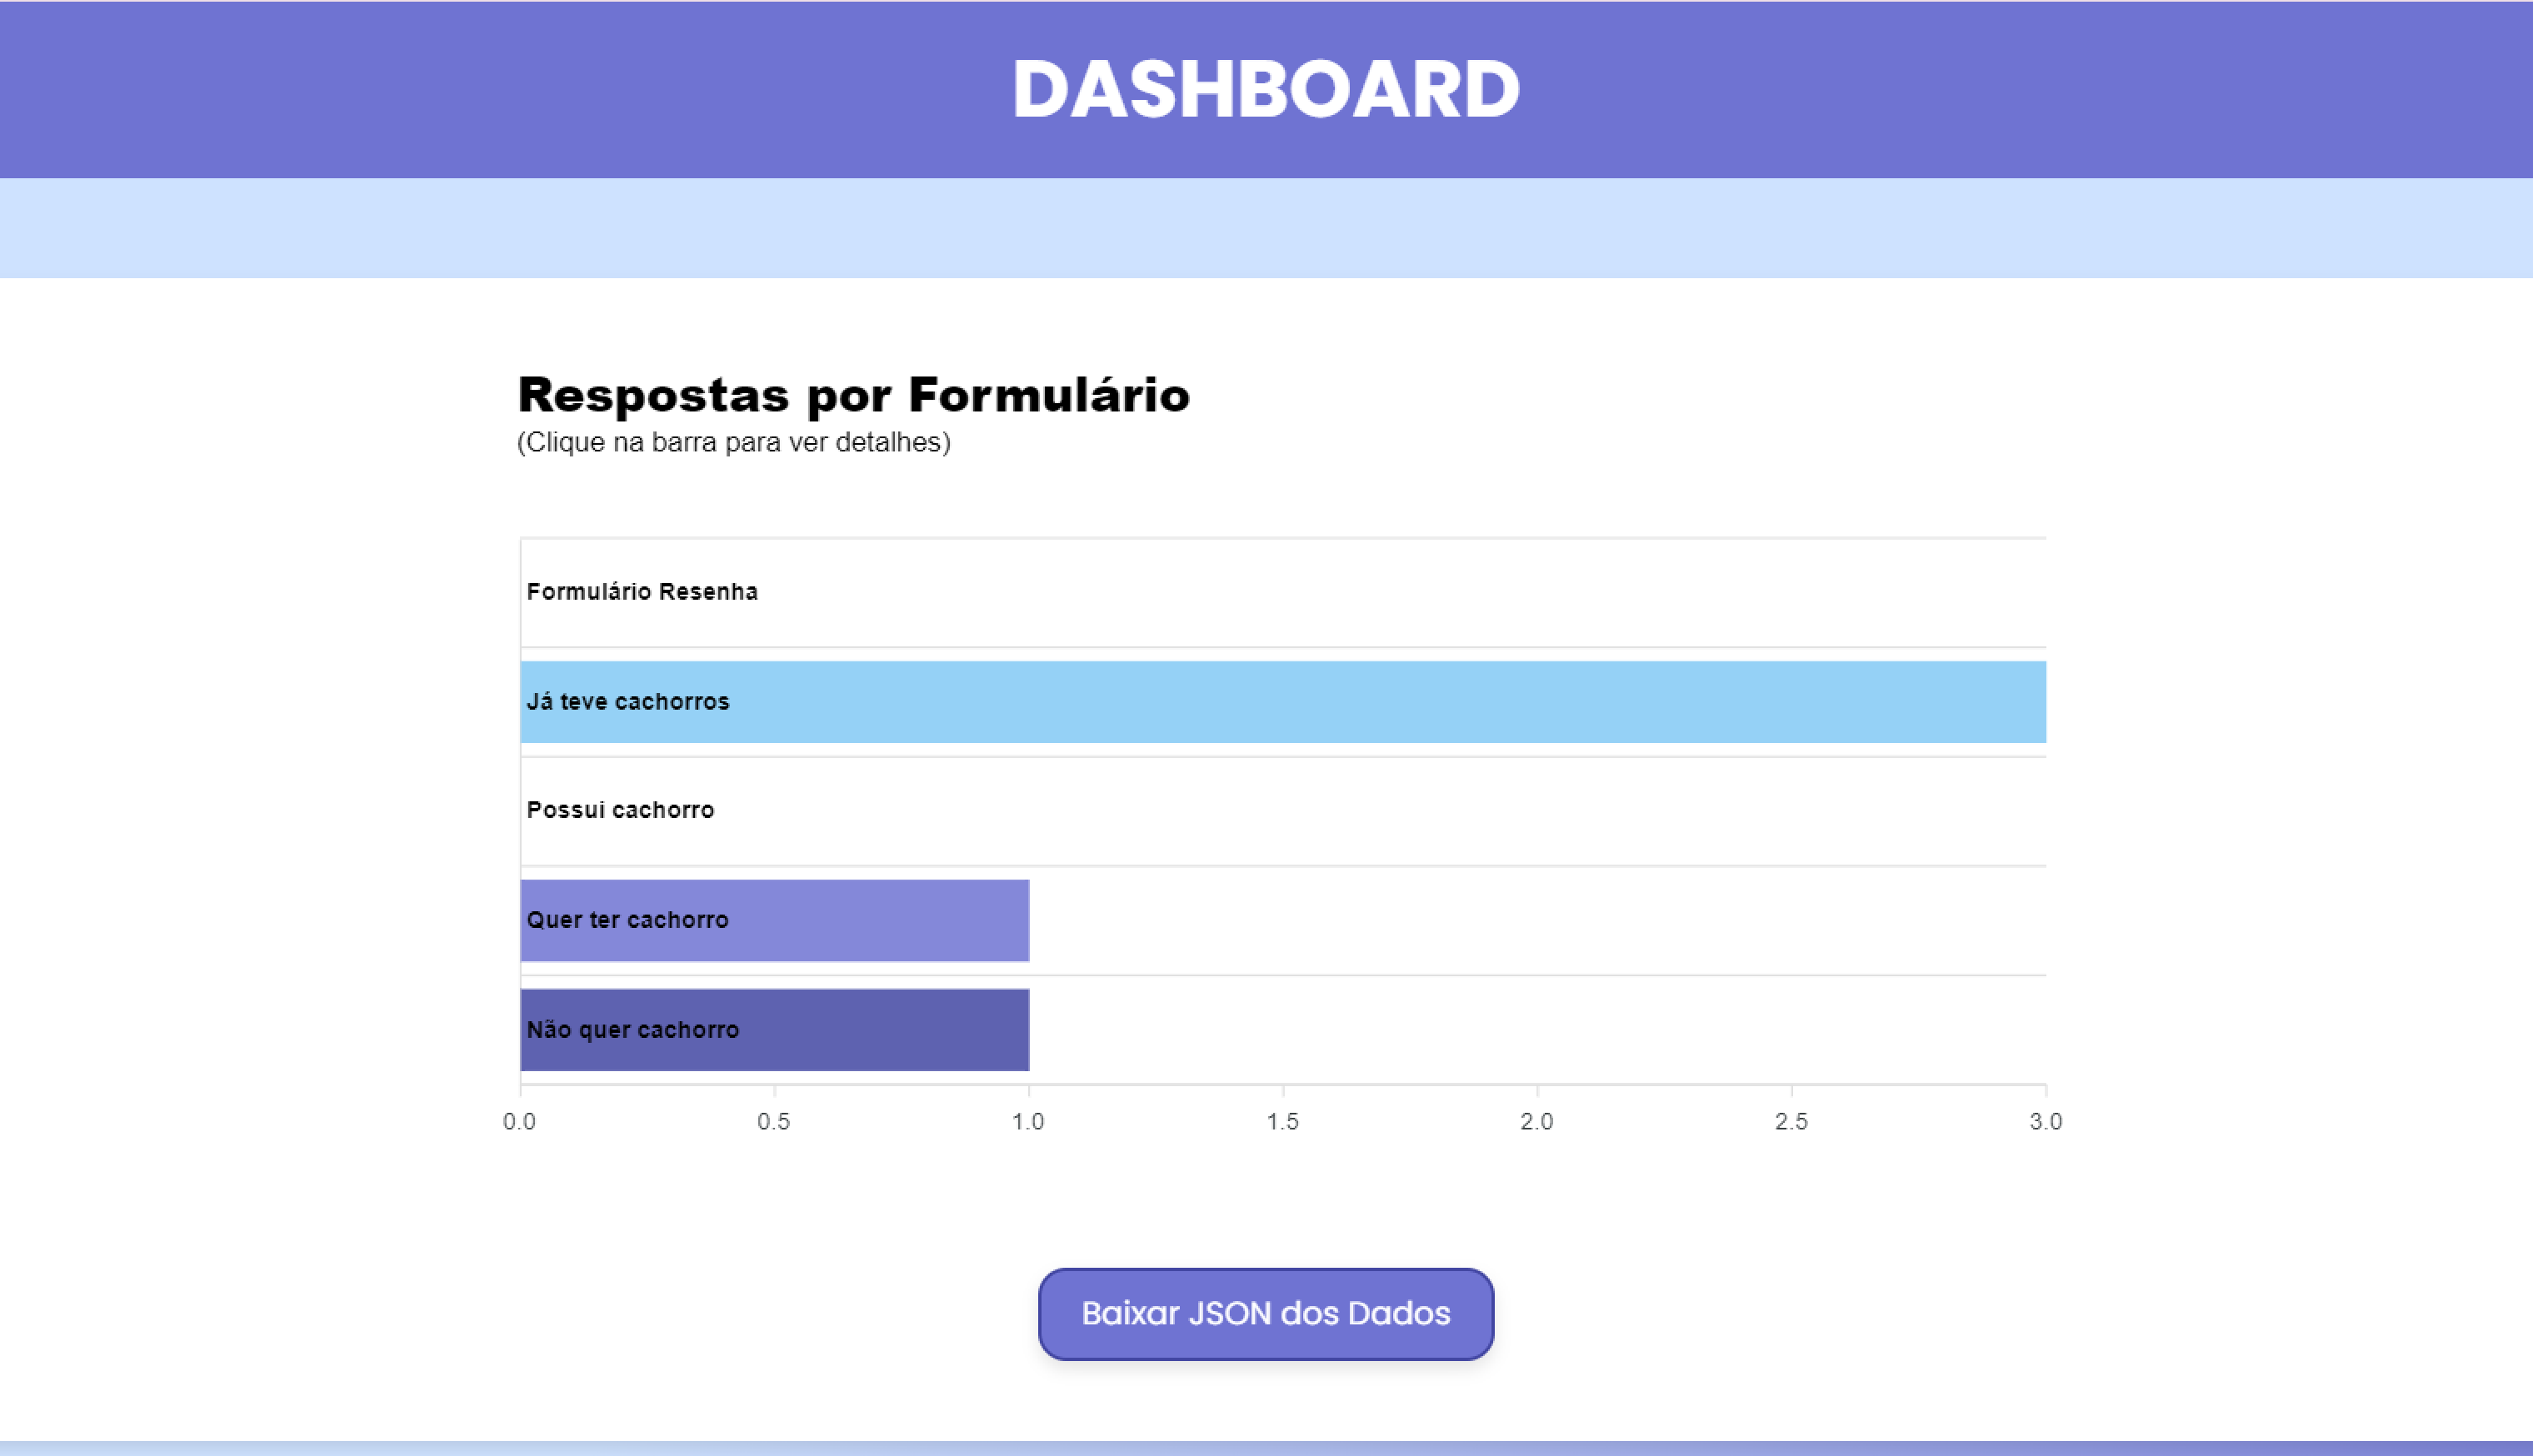 DASHBOARD
Respostas por Formulário
(Clique na barra para ver detalhes)
Formulário Resenha
Já teve cachorros
Possui cachorro
Quer ter cachorro
Não quer cachorro
0.0 0.5 1.0 1.5 2.0 2.5 3.0
Baixar JSON dos Dados